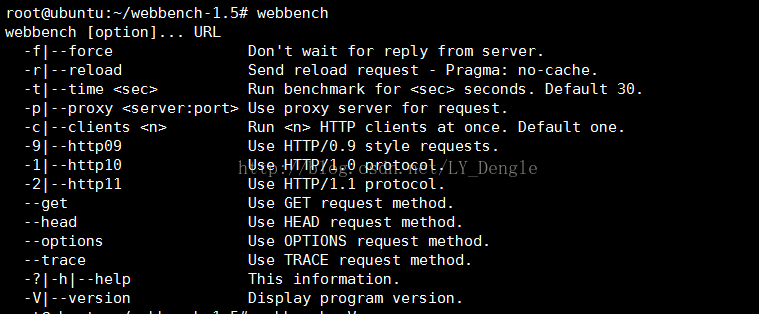 root@ubuntu:~/webbench-1.5# webbench
webbench [option]... URL
  -f|--force               Don't wait for reply from server.
  -r|--reload              Send reload request - Pragma: no-cache.
  -t|--time <sec>          Run benchmark for <sec> seconds. Default 30.
  -p|--proxy <server:port> Use proxy server for request.
  -c|--clients <n>         Run <n> HTTP clients at once. Default one.
  -9|--http09              Use HTTP/0.9 style requests.
  -1|--http10              Use HTTP/1.0 protocol.
http://blog.csdn.net/LY_Dengle
  -2|--http11              Use HTTP/1.1 protocol.
  --get                    Use GET request method.
  --head                   Use HEAD request method.
  --options                Use OPTIONS request method.
  --trace                  Use TRACE request method.
  -?|-h|--help             This information.
  -V|--version             Display program version.